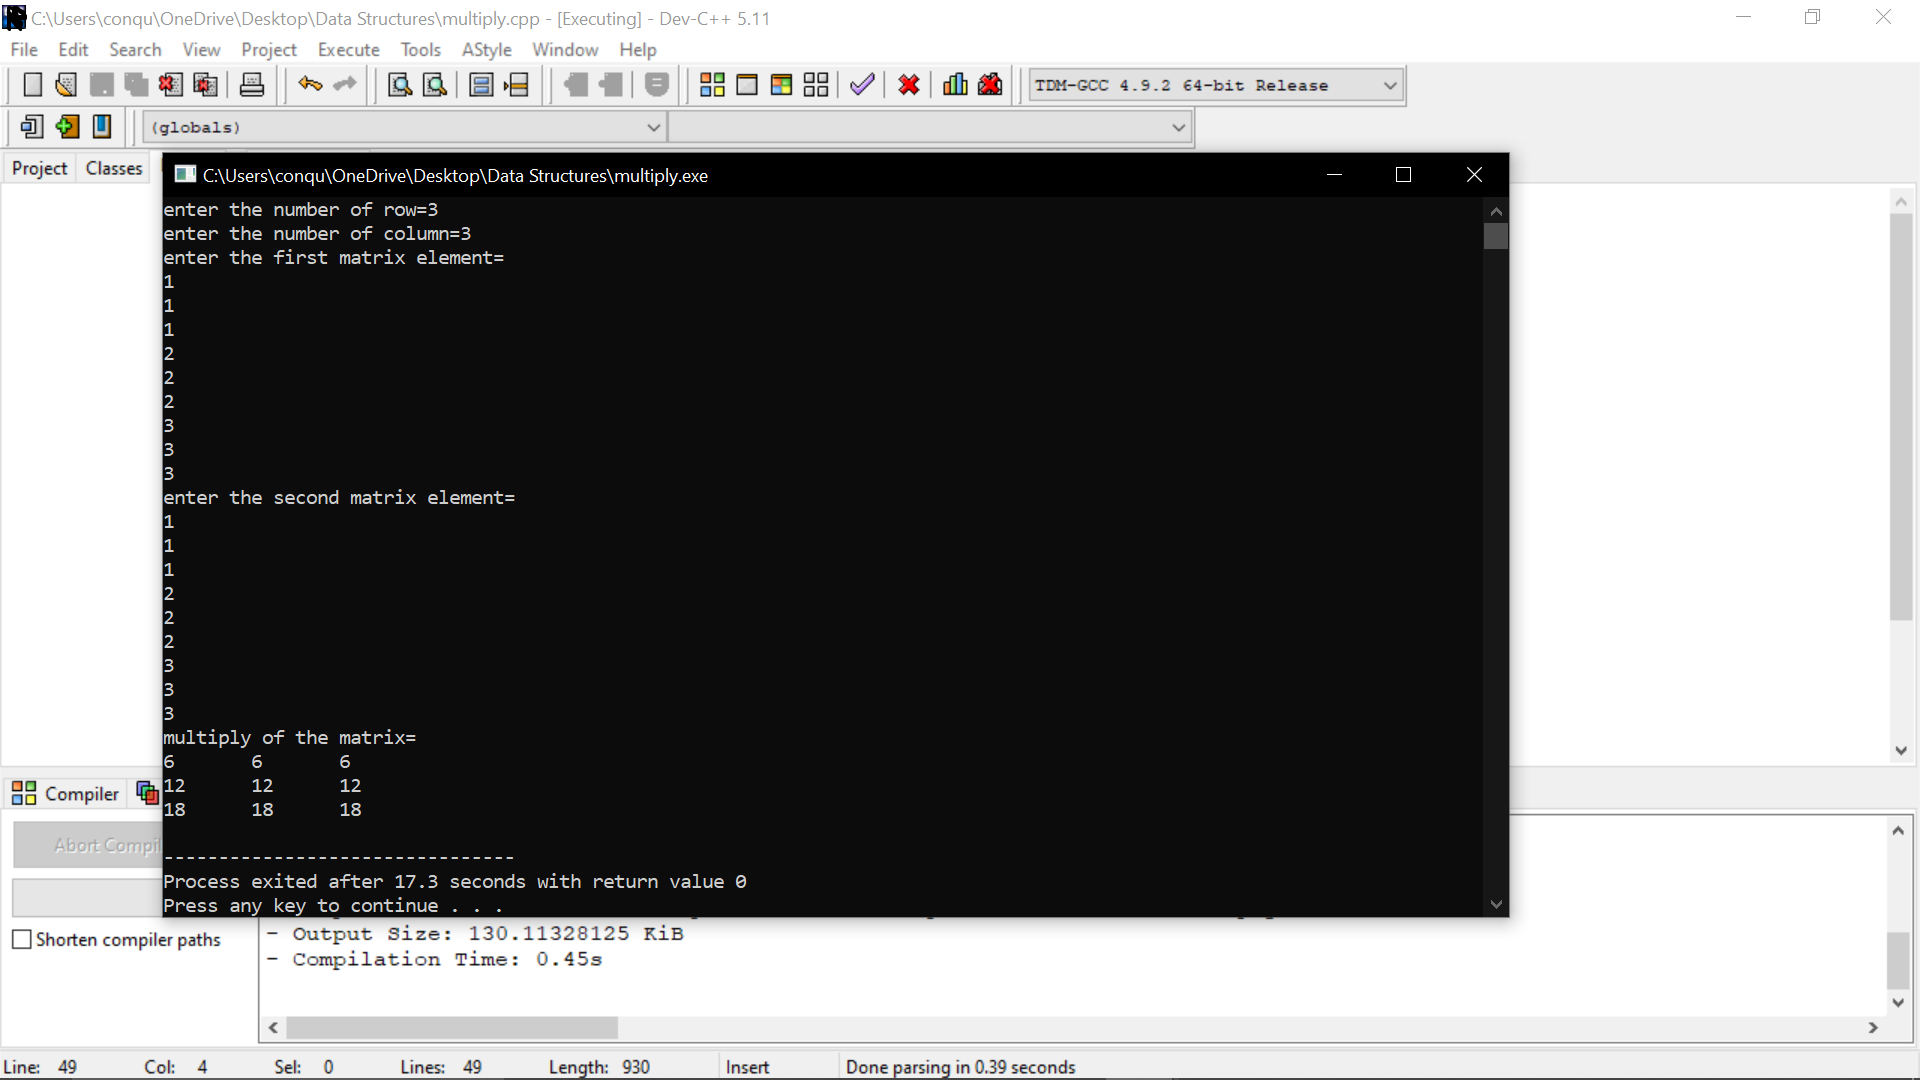 C:\Users\conqu\OneDrive\Desktop\Data Structures\multiply.cpp - [Executing] - Dev-C++ 5.11
File Edit Search View Project Execute Tools AStyle Window Help
TDM-GCC 4.9.2 64-bit Release
(globals)
Project Classes
C:\Users\conqu\OneDrive\Desktop\Data Structures\multiply.exe
enter the number of row=3
enter the number of column=3
enter the first matrix element=
1
1
1
2
2
2
3
3
3
enter the second matrix element=
1
1
1
2
2
2
3
3
3
multiply of the matrix=
6 6 6
12 12 12
18 18 18
--------------------------------
Process exited after 17.3 seconds with return value 0
Press any key to continue . . .
Compiler
Abort Compil
Shorten compiler paths
- Output Size: 130.11328125 KiB
- Compilation Time: 0.45s
Line: 49 Col: 4 Sel: 0 Lines: 49 Length: 930 Insert Done parsing in 0.39 seconds